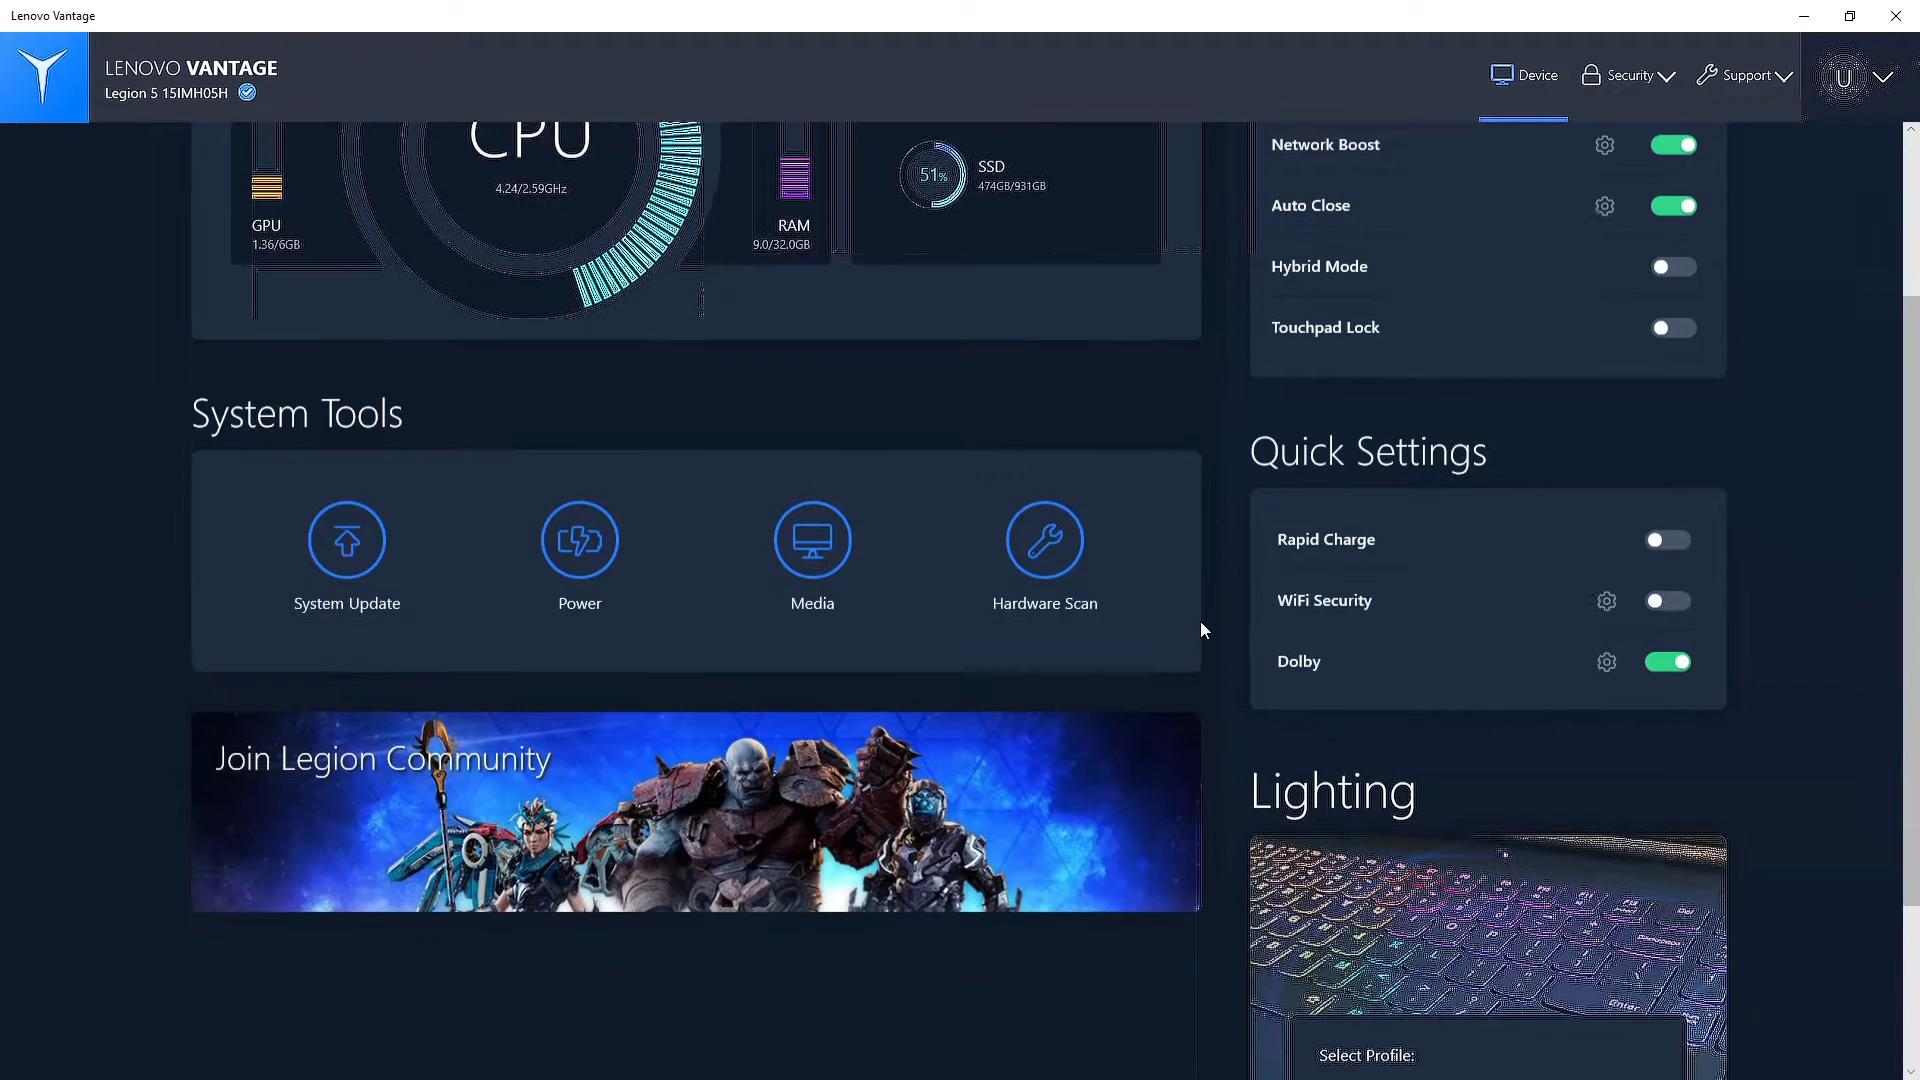 Lenovo Vantage
LENOVO VANTAGE
Legion 5 15IMH05H
Device
Security
Support
U
CPU
4.24/2.59GHz
GPU
1.36/6GB
RAM
9.0/32.0GB
51%
SSD
474GB/931GB
Network Boost
Auto Close
Hybrid Mode
Touchpad Lock
System Tools
System Update
Power
Media
Hardware Scan
Quick Settings
Rapid Charge
WiFi Security
Dolby
Join Legion Community
Lighting
Enter
Select Profile: